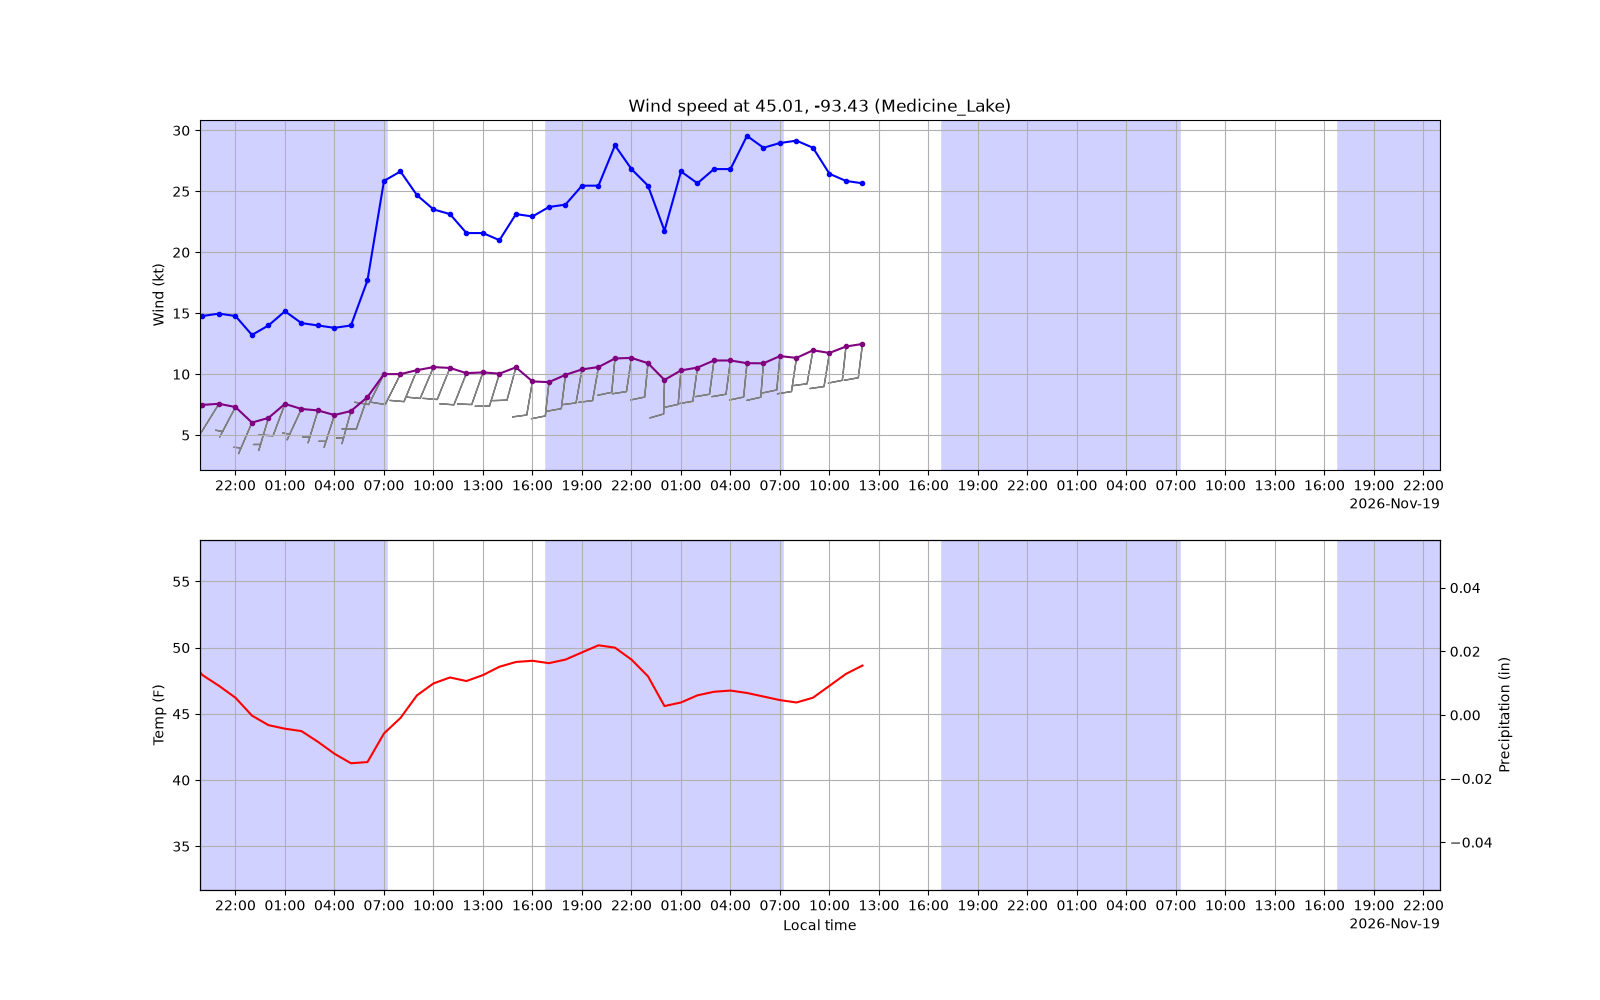 Wind speed at 45.01, -93.43 (Medicine_Lake)
30
25
20
15
10
5
Wind (kt)
22:00 01:00 04:00 07:00 10:00 13:00 16:00 19:00 22:00 01:00 04:00 07:00 10:00 13:00 16:00 19:00 22:00 01:00 04:00 07:00 10:00 13:00 16:00 19:00 22:00
2026-Nov-19
55
50
45
40
35
Temp (F)
0.04
0.02
0.00
−0.02
−0.04
Precipitation (in)
22:00 01:00 04:00 07:00 10:00 13:00 16:00 19:00 22:00 01:00 04:00 07:00 10:00 13:00 16:00 19:00 22:00 01:00 04:00 07:00 10:00 13:00 16:00 19:00 22:00
Local time
2026-Nov-19